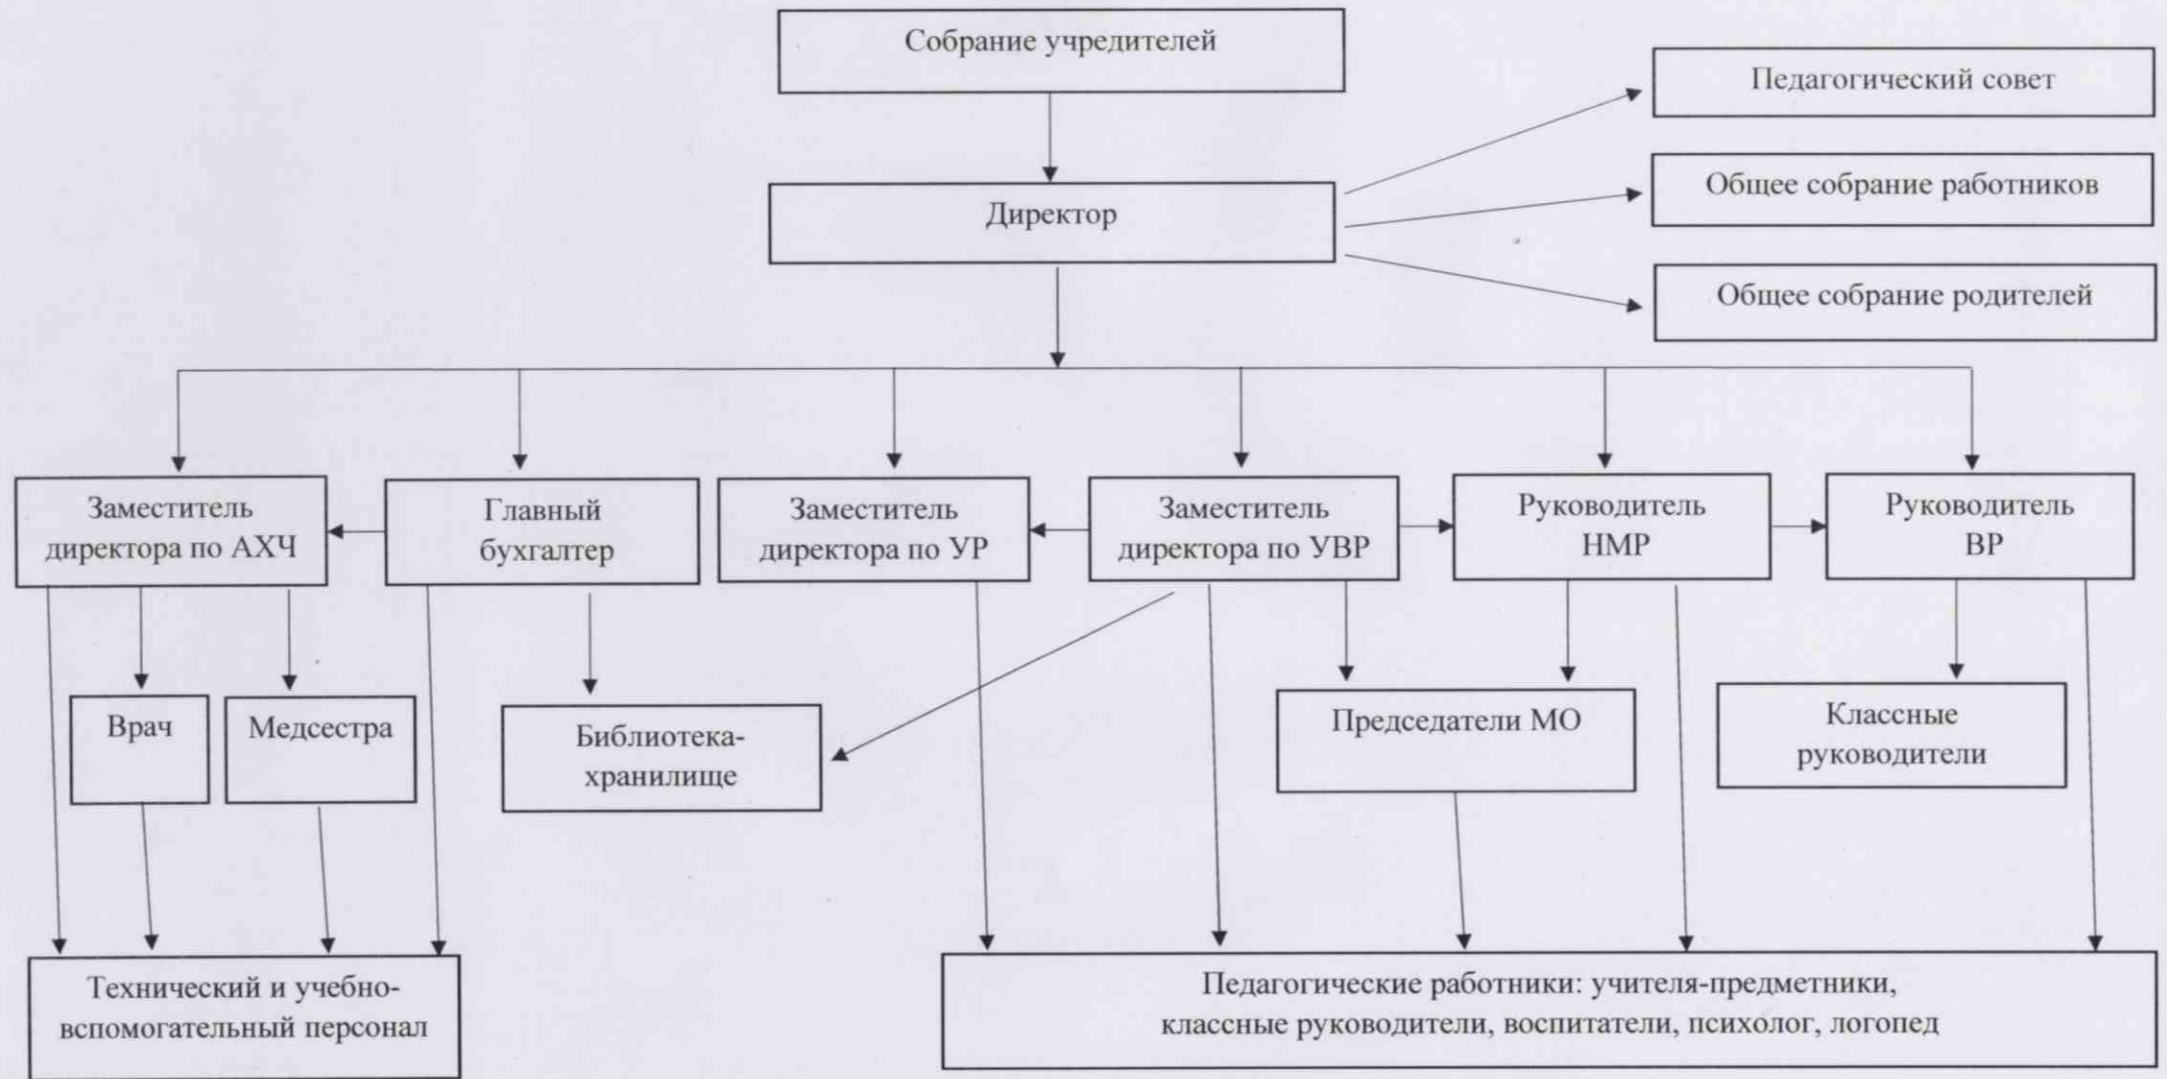 Собрание учредителей
Педагогический совет
Общее собрание работников
Директор
Общее собрание родителей
Заместитель
директора по АХЧ
Главный
бухгалтер
Заместитель
директора по УР
Заместитель
директора по УВР
Руководитель
НМР
Руководитель
ВР
Врач
Медсестра
Библиотека-
хранилище
Председатели МО
Классные
руководители
Технический и учебно-
вспомогательный персонал
Педагогические работники: учителя-предметники,
классные руководители, воспитатели, психолог, логопед